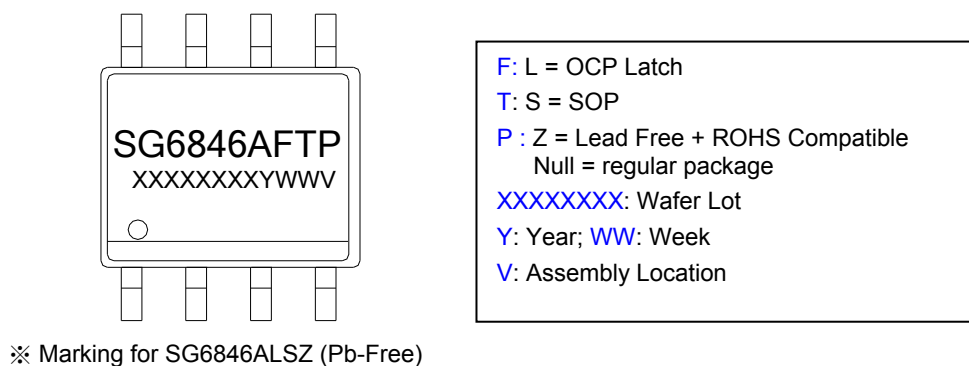 SG6846AFTP
XXXXXXXXYWWV
F: L = OCP Latch
T: S = SOP
P : Z = Lead Free + ROHS Compatible
Null = regular package
XXXXXXXX: Wafer Lot
Y: Year; WW: Week
V: Assembly Location
※ Marking for SG6846ALSZ (Pb-Free)